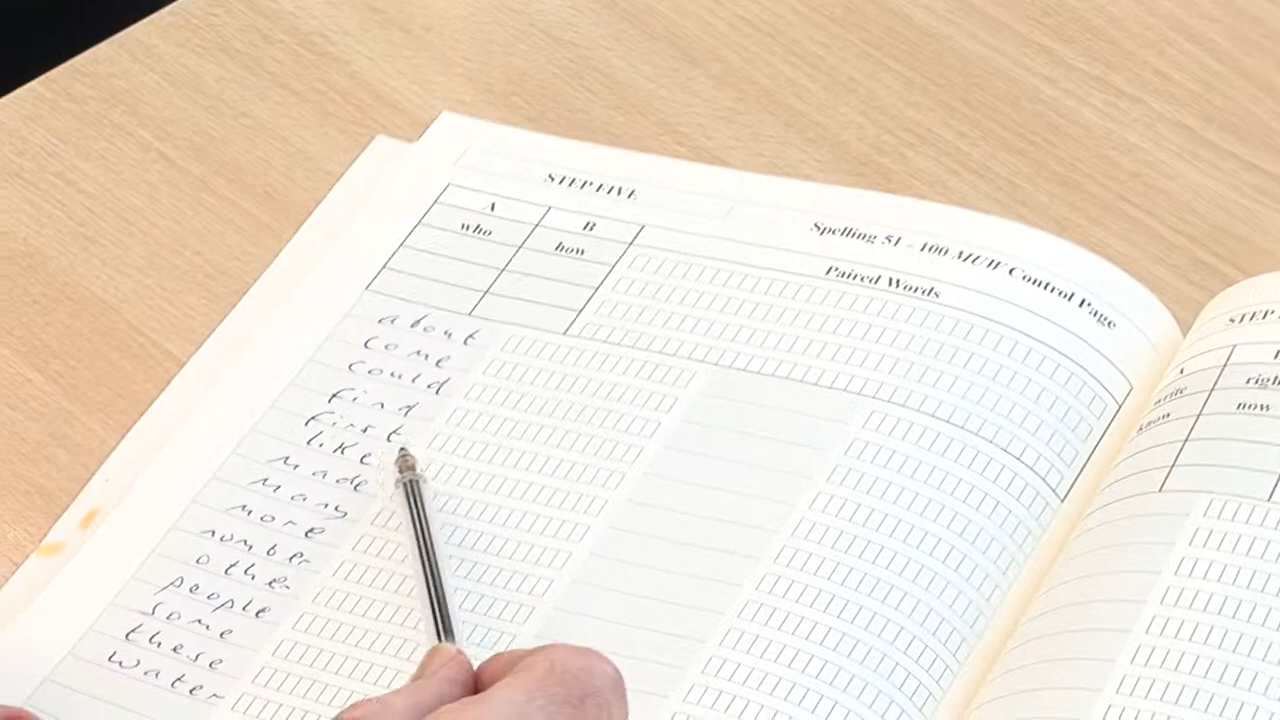 STEP FIVE
Spelling 51 - 100 MUW Control Page
A B
who how
Paired Words
about
come
could
find
first
like
made
many
more
number
other
people
some
these
water
STEP
A
write right
know now